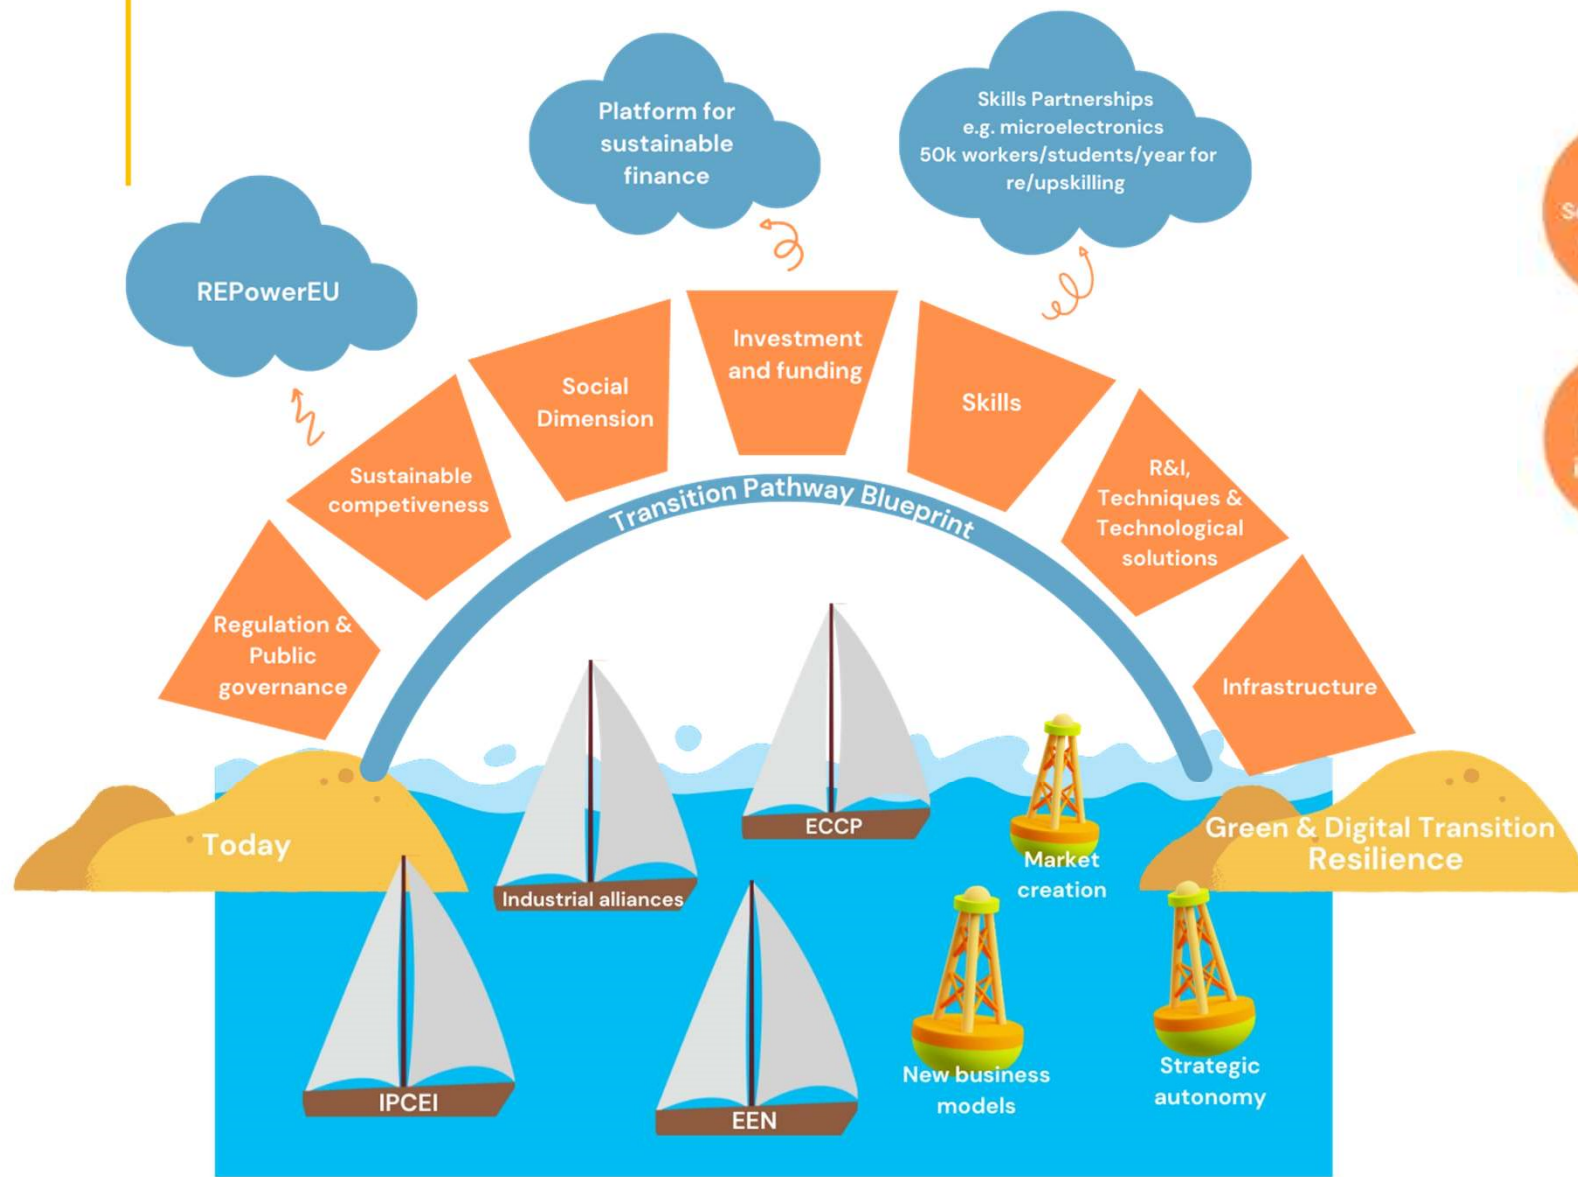 Platform for
sustainable
finance
Skills Partnerships
e.g. microelectronics
50k workers/students/year for
re/upskilling
REPowerEU
Regulation &
Public
governance
Sustainable
competiveness
Social
Dimension
Investment
and funding
Skills
R&I,
Techniques &
Technological
solutions
Infrastructure
Transition Pathway Blueprint
Today
Green & Digital Transition
Resilience
Industrial alliances
ECCP
IPCEI
EEN
Market
creation
New business
models
Strategic
autonomy